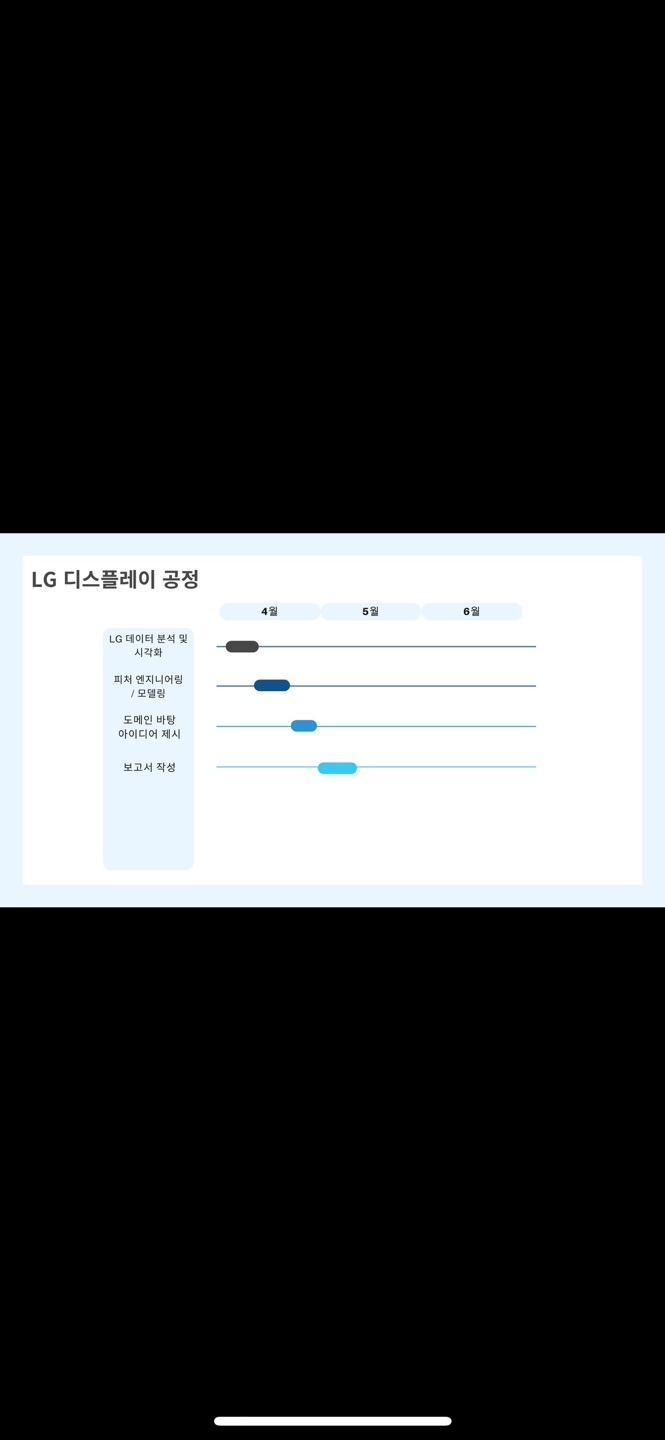 LG 디스플레이 공정
4월 5월 6월
LG 데이터 분석 및
시각화
피처 엔지니어링
/ 모델링
도메인 바탕
아이디어 제시
보고서 작성